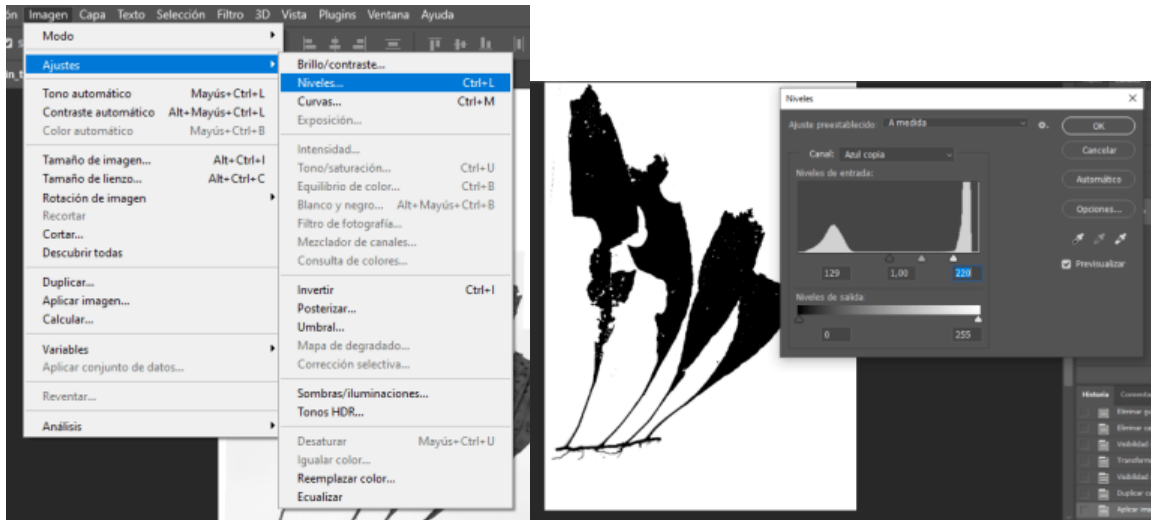 ón Imagen Capa Texto Selección Filtro 3D Vista Plugins Ventana Ayuda
Modo
Ajustes
Tono automático Mayús+Ctrl+L
Contraste automático Alt+Mayús+Ctrl+L
Color automático Mayús+Ctrl+B
Tamaño de imagen... Alt+Ctrl+I
Tamaño de lienzo... Alt+Ctrl+C
Rotación de imagen
Recortar
Cortar...
Descubrir todas
Duplicar...
Aplicar imagen...
Calcular...
Variables
Aplicar conjunto de datos...
Reventar...
Análisis
Brillo/contraste...
Niveles... Ctrl+L
Curvas... Ctrl+M
Exposición...
Intensidad...
Tono/saturación... Ctrl+U
Equilibrio de color... Ctrl+B
Blanco y negro... Alt+Mayús+Ctrl+B
Filtro de fotografía...
Mezclador de canales...
Consulta de colores...
Invertir Ctrl+I
Posterizar...
Umbral...
Mapa de degradado...
Corrección selectiva...
Sombras/iluminaciones...
Tonos HDR...
Desaturar Mayús+Ctrl+U
Igualar color...
Reemplazar color...
Ecualizar
Niveles
Ajuste preestablecido: A medida
Canal: Azul copia
Niveles de entrada:
129 1,00 220
Niveles de salida:
0 255
OK
Cancelar
Automático
Opciones...
Previsualizar
Historia Comenta
Eliminar
Eliminar
Visibilidad
Transform
Visibilidad
Duplicar
Aplicar